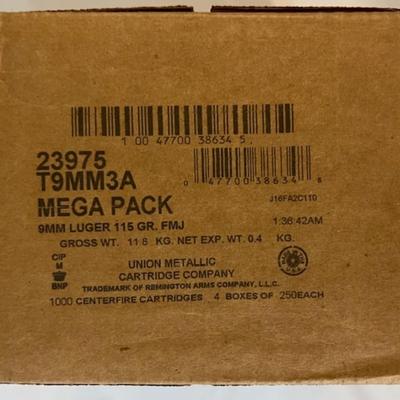 1 00 47700 38634 5
23975
T9MM3A
0 47700 38634 8
MEGA PACK
J16FA2C110
9MM LUGER 115 GR. FMJ
1:36:42AM
GROSS WT. 11.8 KG. NET EXP. WT. 0.4 KG.
CIP
M
BNP
UNION METALLIC
CARTRIDGE COMPANY
TRADEMARK OF REMINGTON ARMS COMPANY, L.L.C.
1000 CENTERFIRE CARTRIDGES 4 BOXES OF 250EACH